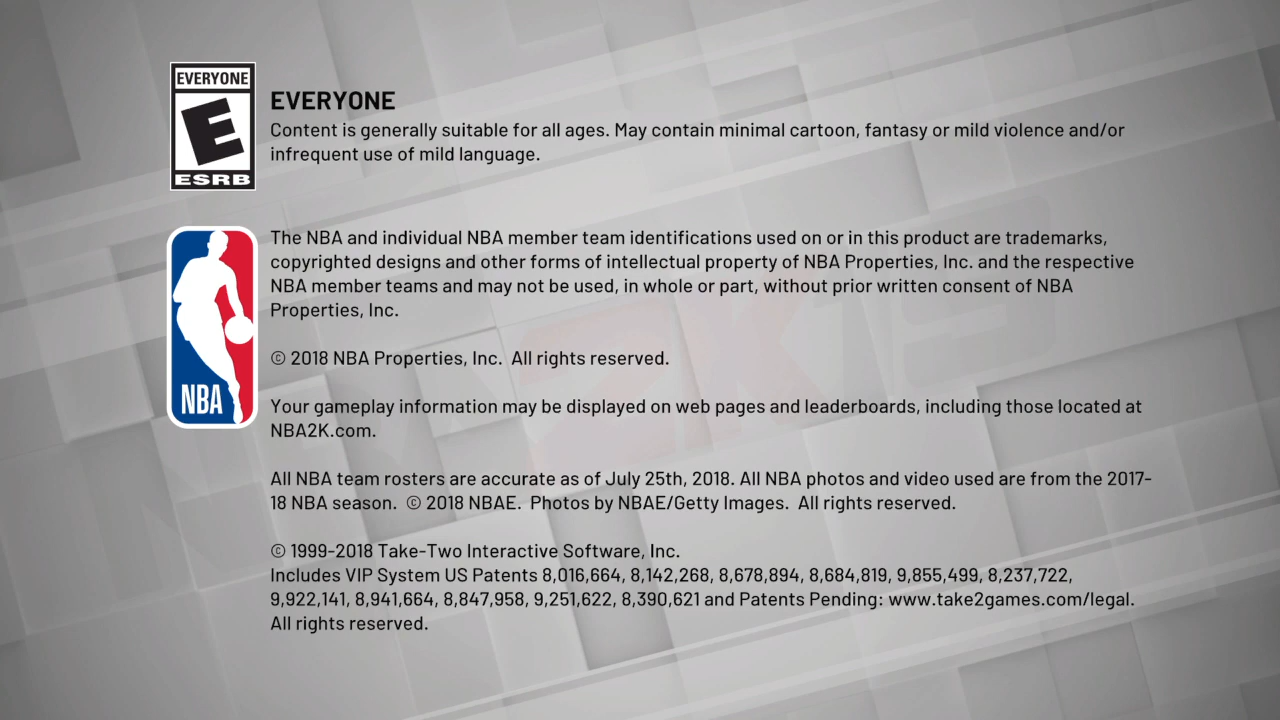 EVERYONE
E
ESRB
EVERYONE
Content is generally suitable for all ages. May contain minimal cartoon, fantasy or mild violence and/or
infrequent use of mild language.
NBA
The NBA and individual NBA member team identifications used on or in this product are trademarks,
copyrighted designs and other forms of intellectual property of NBA Properties, Inc. and the respective
NBA member teams and may not be used, in whole or part, without prior written consent of NBA
Properties, Inc.
© 2018 NBA Properties, Inc.  All rights reserved.
Your gameplay information may be displayed on web pages and leaderboards, including those located at
NBA2K.com.
All NBA team rosters are accurate as of July 25th, 2018. All NBA photos and video used are from the 2017-
18 NBA season.  © 2018 NBAE.  Photos by NBAE/Getty Images.  All rights reserved.
© 1999-2018 Take-Two Interactive Software, Inc.
Includes VIP System US Patents 8,016,664, 8,142,268, 8,678,894, 8,684,819, 9,855,499, 8,237,722,
9,922,141, 8,941,664, 8,847,958, 9,251,622, 8,390,621 and Patents Pending: www.take2games.com/legal.
All rights reserved.
NBA 2K19